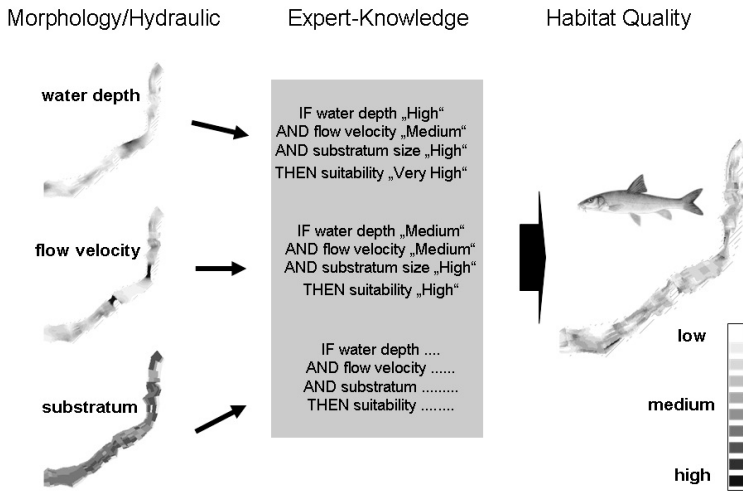 Morphology/Hydraulic
Expert-Knowledge
Habitat Quality
water depth
flow velocity
substratum
IF water depth „High“
AND flow velocity „Medium“
AND substratum size „High“
THEN suitability „Very High“
IF water depth „Medium“
AND flow velocity „Medium“
AND substratum size „High“
THEN suitability „High“
IF water depth ....
AND flow velocity ......
AND substratum .........
THEN suitability ........
low
medium
high